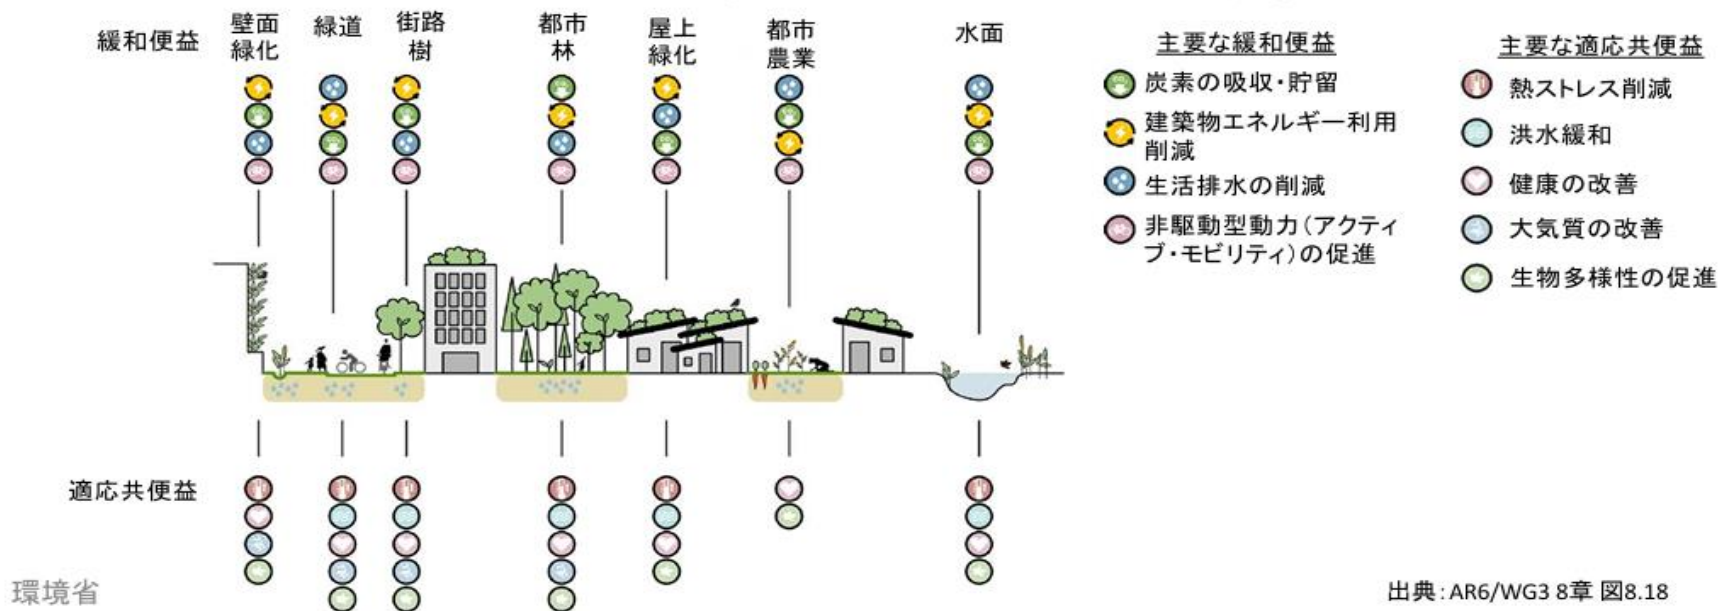 緩和便益
壁面
緑化
緑道
街路
樹
都市
林
屋上
緑化
都市
農業
水面
主要な緩和便益
炭素の吸収・貯留
建築物エネルギー利用
削減
生活排水の削減
非駆動型動力(アクティ
ブ・モビリティ)の促進
主要な適応共便益
熱ストレス削減
洪水緩和
健康の改善
大気質の改善
生物多様性の促進
適応共便益
環境省
出典:AR6/WG3 8章 図8.18